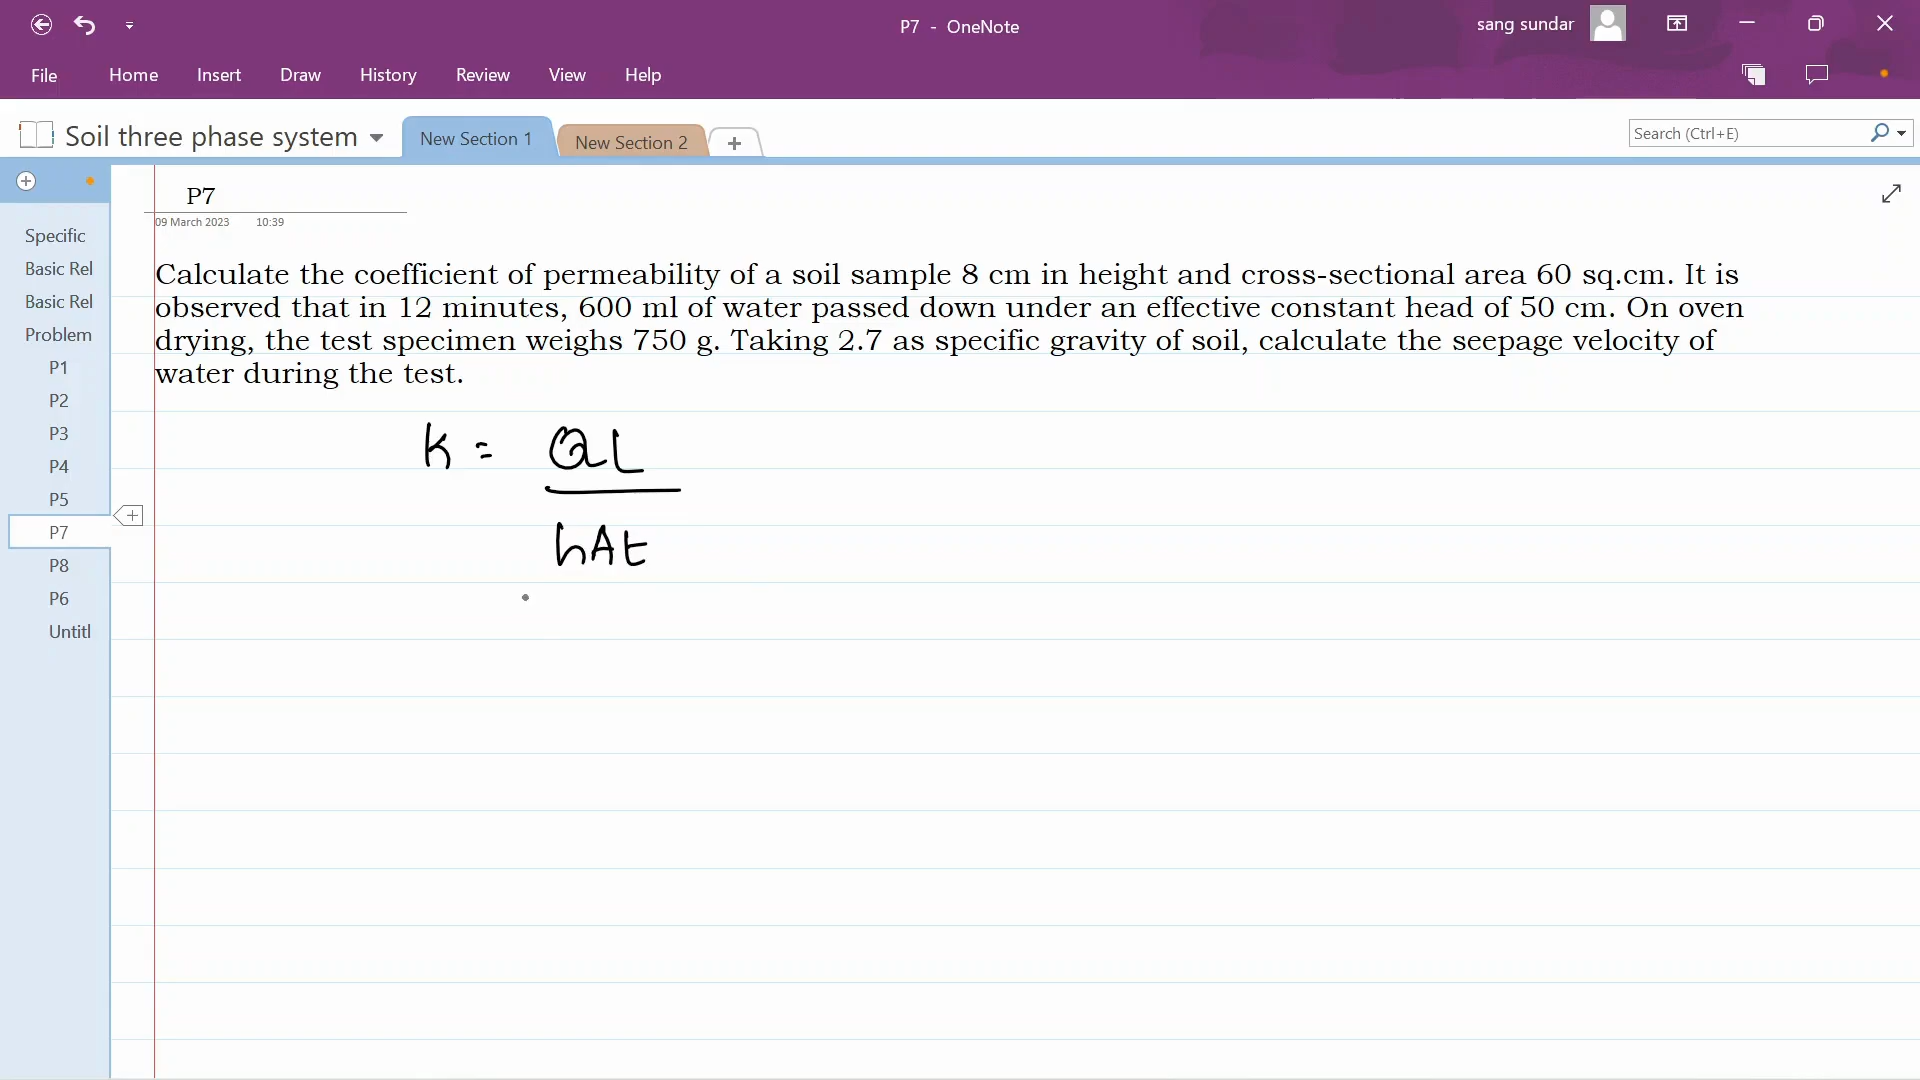 P7 - OneNote
sang sundar
File Home Insert Draw History Review View Help
Soil three phase system
New Section 1
New Section 2
Search (Ctrl+E)
P7
09 March 2023 10:39
Specific
Basic Rel
Basic Rel
Problem
P1
P2
P3
P4
P5
P7
P8
P6
Untitl
Calculate the coefficient of permeability of a soil sample 8 cm in height and cross-sectional area 60 sq.cm. It is
observed that in 12 minutes, 600 ml of water passed down under an effective constant head of 50 cm. On oven
drying, the test specimen weighs 750 g. Taking 2.7 as specific gravity of soil, calculate the seepage velocity of
water during the test.
k = QL
hAt